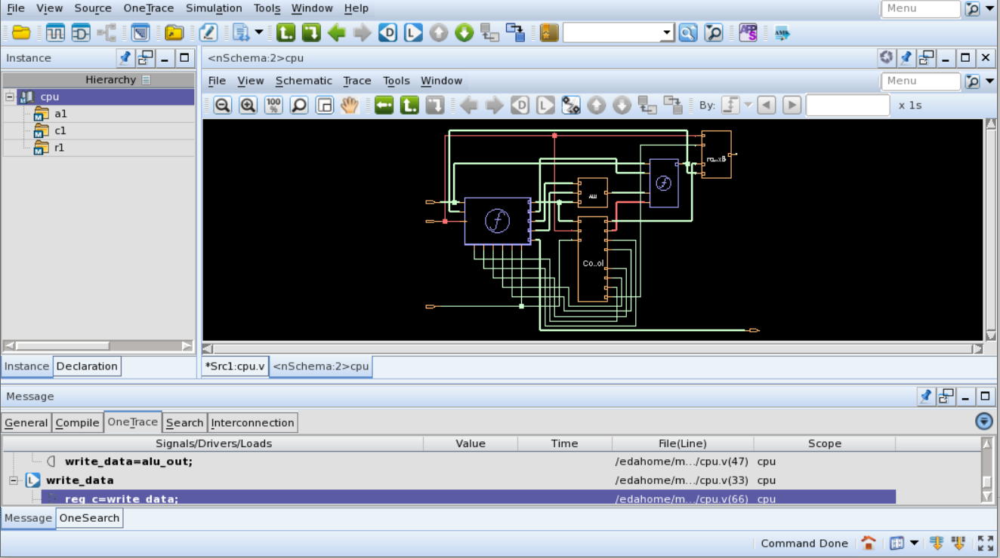 File View Source OneTrace Simulation Tools Window Help Menu
Instance
<nSchema:2>cpu
Hierarchy
File View Schematic Trace Tools Window Menu
cpu
100 % By: x 1s
a1
c1
r1
ALU
Co..ol
Instance Declaration
*Src1:cpu.v <nSchema:2>cpu
Message
General Compile OneTrace Search Interconnection
Signals/Drivers/Loads Value Time File(Line) Scope
write_data=alu_out; /edahome/m.../cpu.v(47) cpu
L write_data /edahome/m.../cpu.v(33) cpu
reg_c=write_data; /edahome/m.../cpu.v(66) cpu
Message OneSearch
Command Done